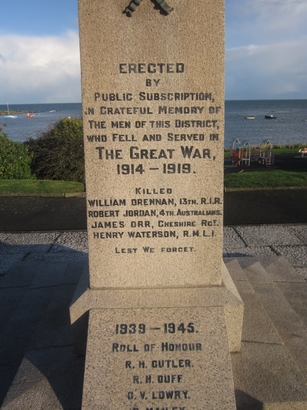 ERECTED
BY
PUBLIC SUBSCRIPTION,
IN GRATEFUL MEMORY OF
THE MEN OF THIS DISTRICT,
WHO FELL AND SERVED IN
THE GREAT WAR,
1914-1919.
KILLED
WILLIAM DRENNAN, 13TH. R.I.R.
ROBERT JORDAN, 4TH. AUSTRALIANS.
JAMES ORR, CHESHIRE RGT.
HENRY WATERSON, R.M.L.I.
LEST WE FORGET.
1939-1945.
ROLL OF HONOUR
R. H. CUTLER.
R. H. DUFF.
O. V. LOWRY.